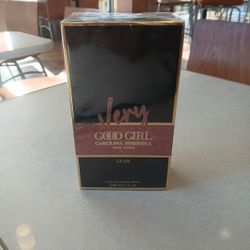 Very
GOOD GIRL
CAROLINA HERRERA
NEW YORK
GLAM